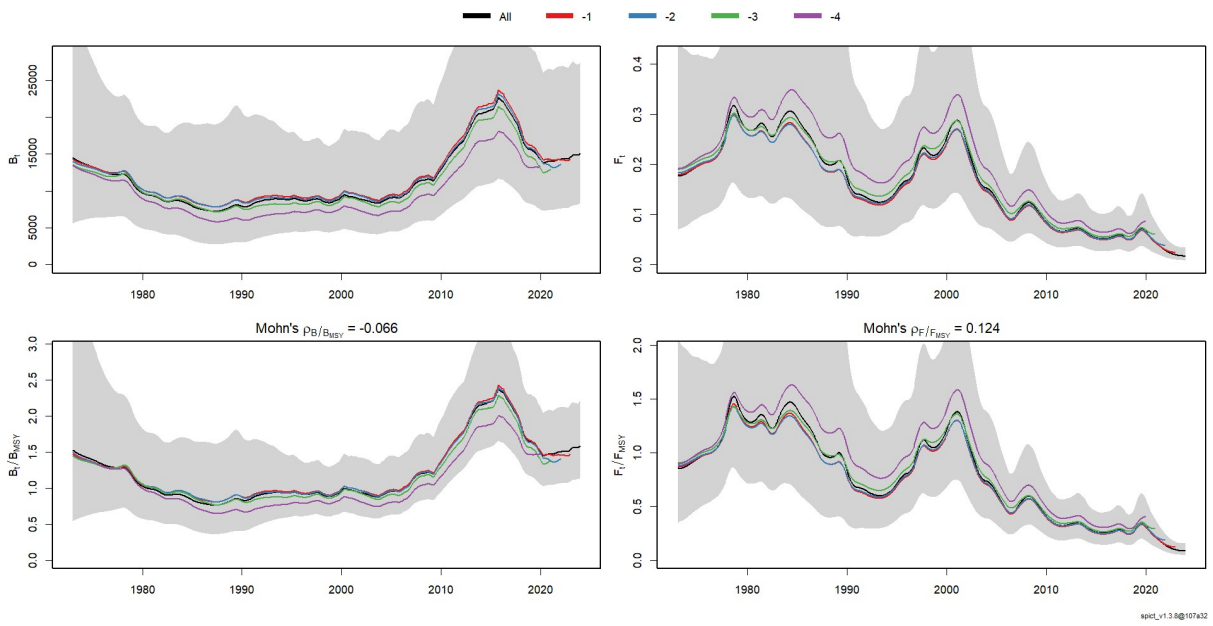 All -1 -2 -3 -4
Bt
0 5000 15000 25000
1980 1990 2000 2010 2020
Ft
0.0 0.1 0.2 0.3 0.4
1980 1990 2000 2010 2020
Mohn's ρB/BMSY = -0.066
Bt/BMSY
0.0 0.5 1.0 1.5 2.0 2.5 3.0
1980 1990 2000 2010 2020
Mohn's ρF/FMSY = 0.124
Ft/FMSY
0.0 0.5 1.0 1.5 2.0
1980 1990 2000 2010 2020
spict_v1.3.8@107a32